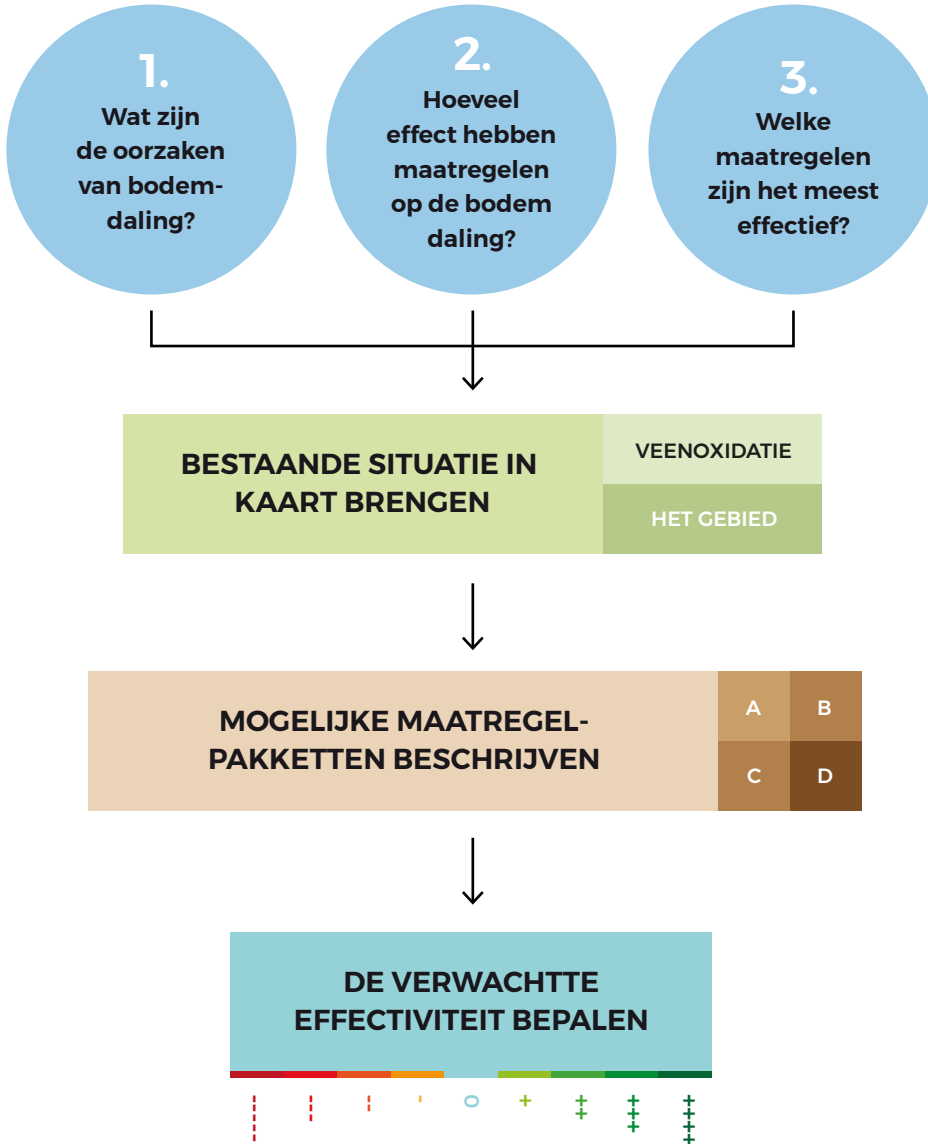 1.
Wat zijn
de oorzaken
van bodem-
daling?
2.
Hoeveel
effect hebben
maatregelen
op de bodem
daling?
3.
Welke
maatregelen
zijn het meest
effectief?
BESTAANDE SITUATIE IN
KAART BRENGEN
VEENOXIDATIE
HET GEBIED
MOGELIJKE MAATREGEL-
PAKKETTEN BESCHRIJVEN
A
B
C
D
DE VERWACHTTE
EFFECTIVITEIT BEPALEN
---- --- -- - 0 + ++ +++ ++++